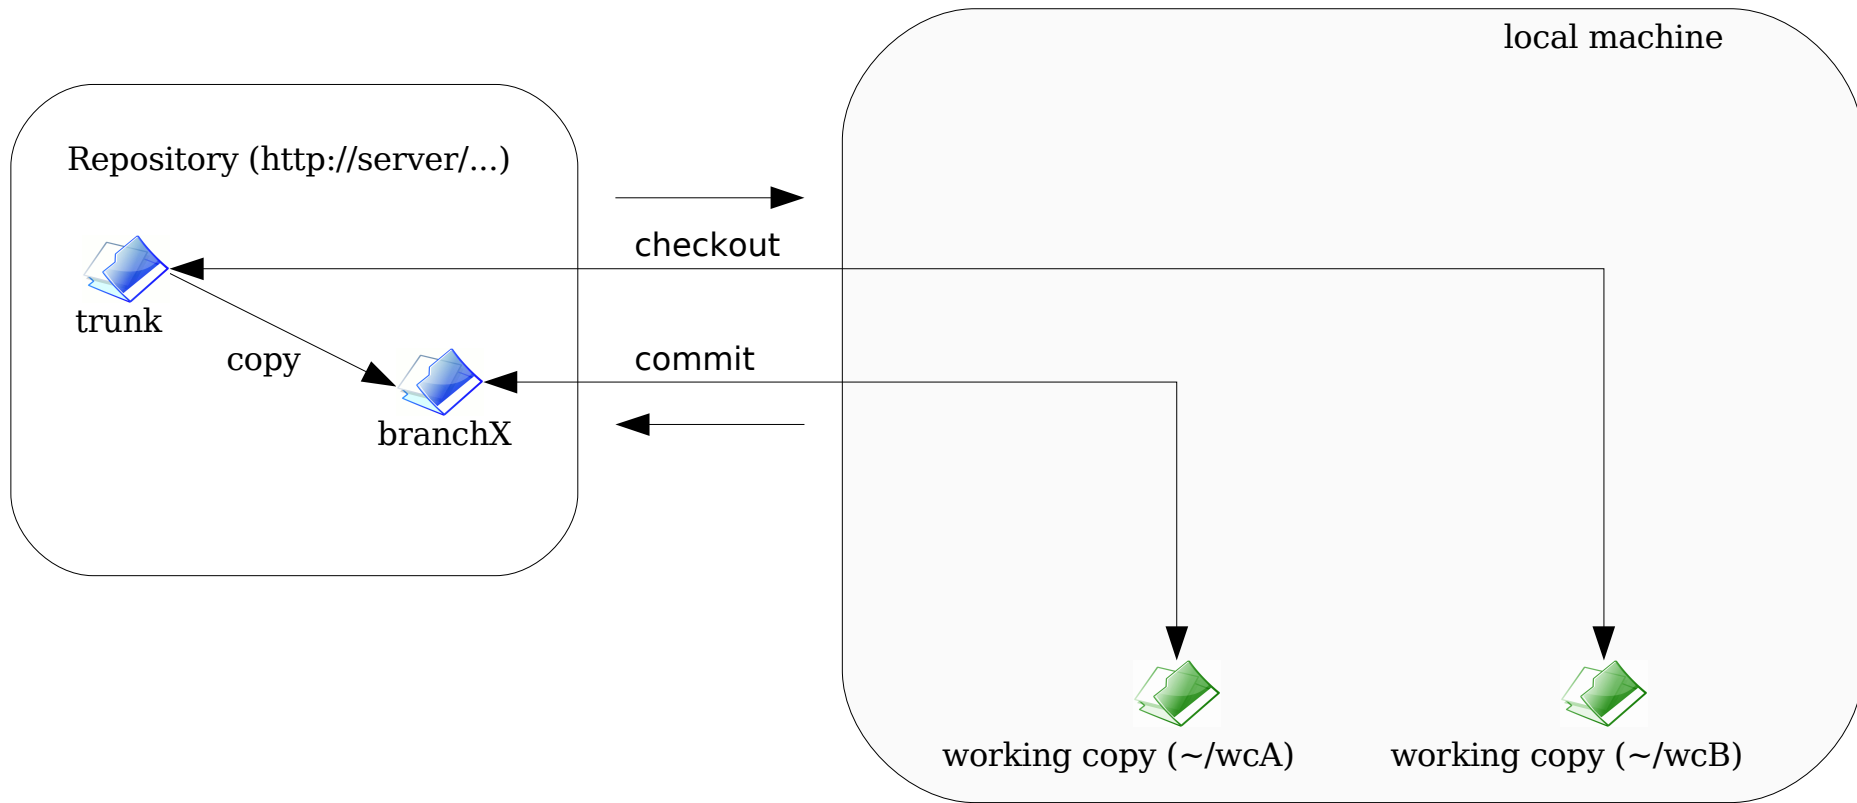 local machine
Repository (http://server/...)
checkout
trunk
copy
commit
branchX
working copy (~/wcA)
working copy (~/wcB)